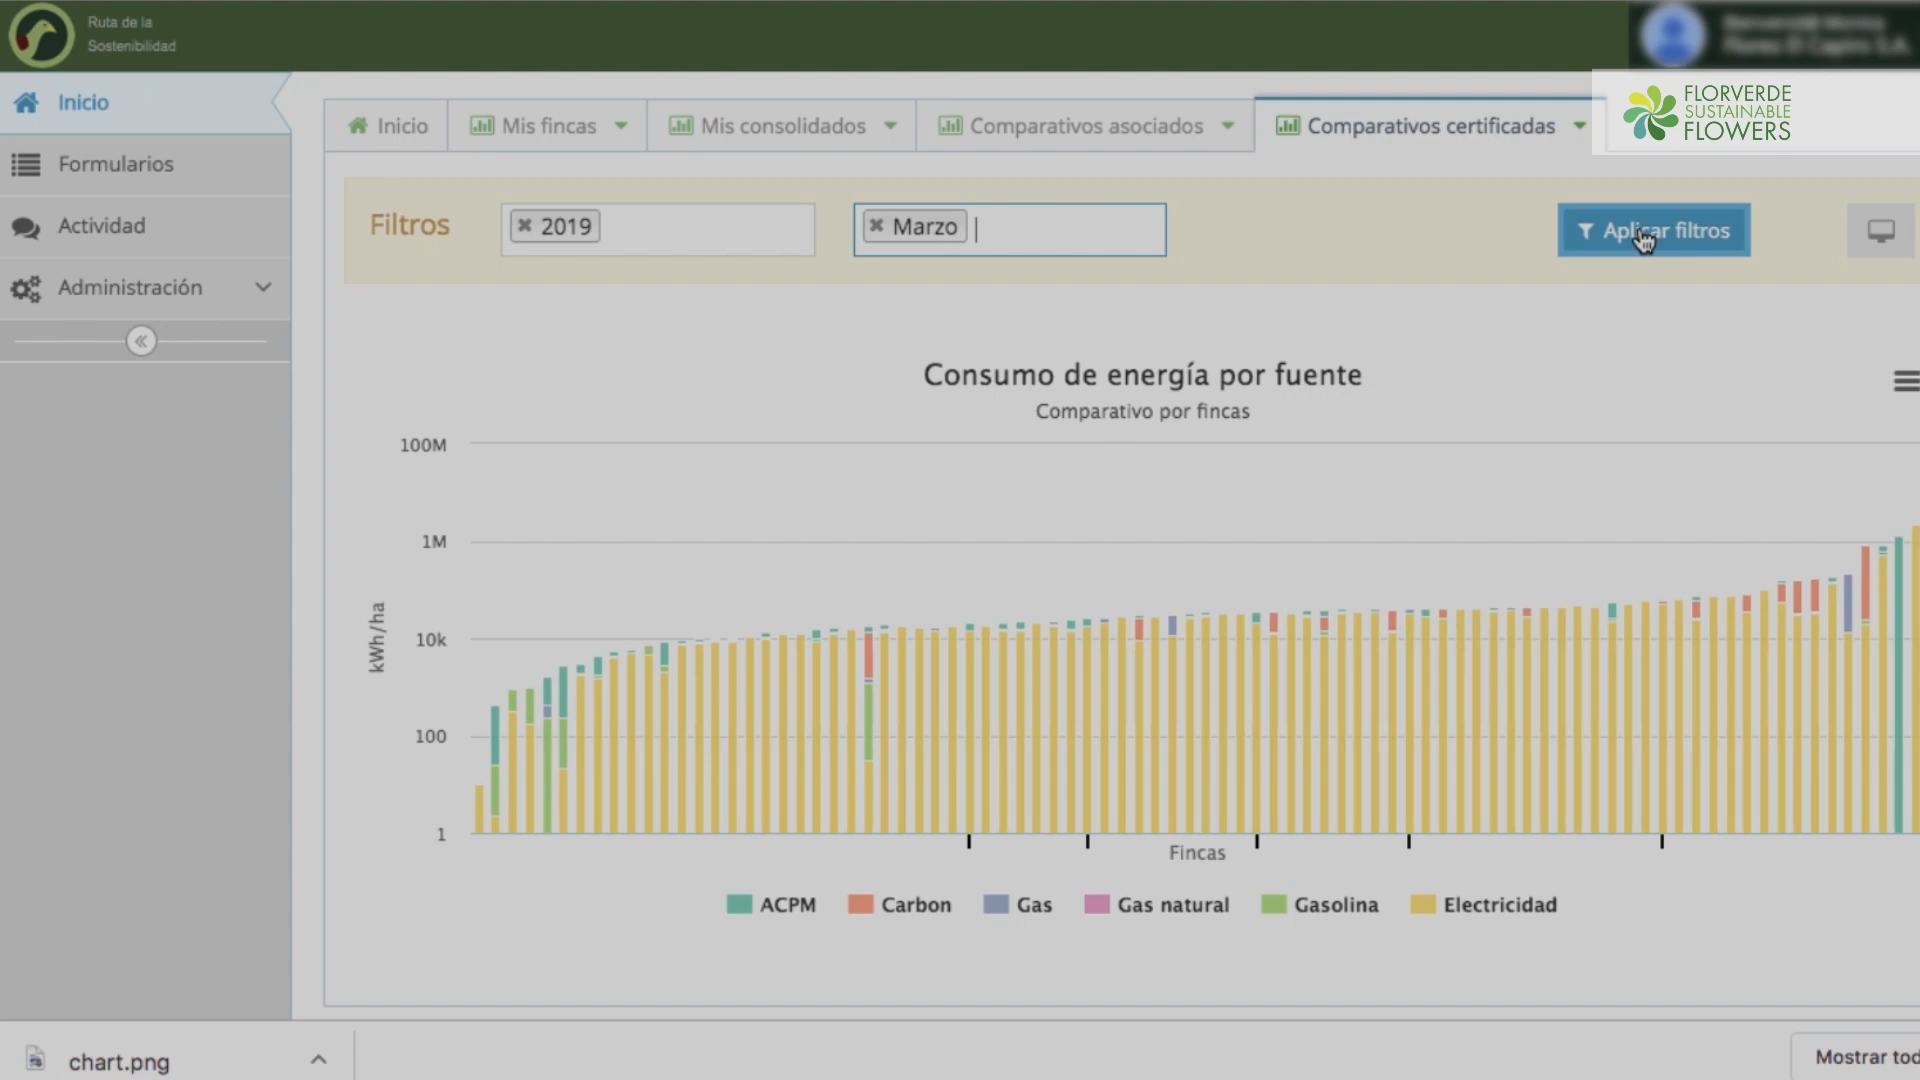 Ruta de la
Sostenibilidad
FLORVERDE
SUSTAINABLE
FLOWERS
Inicio
Formularios
Actividad
Administración
Inicio
Mis fincas
Mis consolidados
Comparativos asociados
Comparativos certificadas
Filtros
2019
Marzo
Aplicar filtros
Consumo de energía por fuente
Comparativo por fincas
100M
1M
10k
100
1
kWh/ha
Fincas
ACPM
Carbon
Gas
Gas natural
Gasolina
Electricidad
chart.png
Mostrar tod